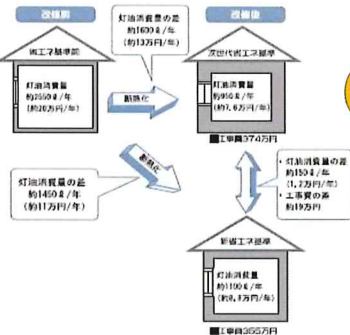 改修前
改修後
灯油消費量の差
約1600ℓ/年
(約13万円/年)
省エネ基準前
次世代省エネ基準
灯油消費量
約2550ℓ/年
(約20万円/年)
断熱化
灯油消費量
約950ℓ/年
(約7.6万円/年)
■工事費374万円
灯油消費量の差
約1450ℓ/年
(約11万円/年)
断熱化
・灯油消費量の差
約150ℓ/年
(1.2万円/年)
・工事費の差
約19万円
新省エネ基準
灯油消費量
約1100ℓ/年
(約8.8万円/年)
■工事費355万円